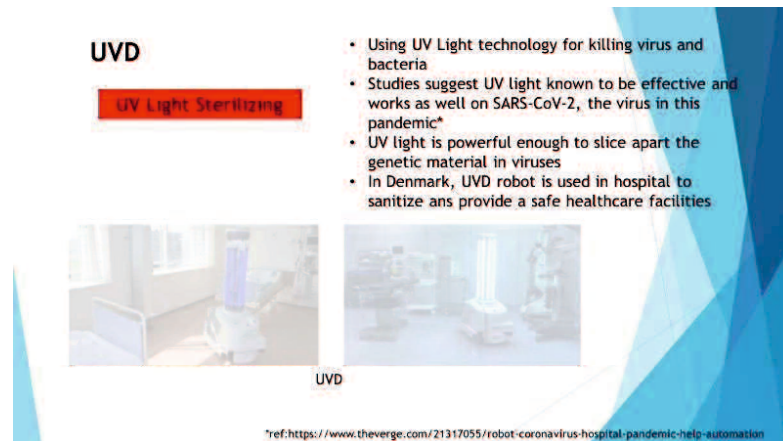 UVD
UV Light Sterilizing
• Using UV Light technology for killing virus and
bacteria
• Studies suggest UV light known to be effective and
works as well on SARS-CoV-2, the virus in this
pandemic*
• UV light is powerful enough to slice apart the
genetic material in viruses
• In Denmark, UVD robot is used in hospital to
sanitize ans provide a safe healthcare facilities
UVD
*ref:https://www.theverge.com/21317055/robot-coronavirus-hospital-pandemic-help-automation